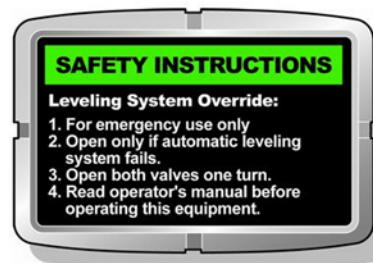 SAFETY INSTRUCTIONS
Leveling System Override:
1. For emergency use only
2. Open only if automatic leveling
system fails.
3. Open both valves one turn.
4. Read operator's manual before
operating this equipment.